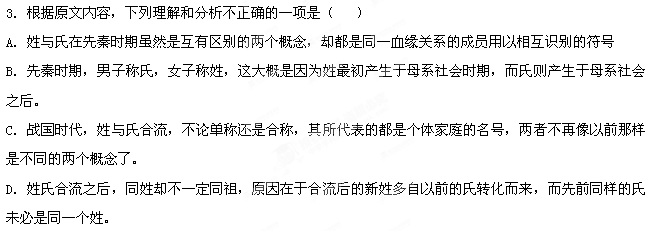 3. 根据原文内容，下列理解和分析不正确的一项是（　　）
A. 姓与氏在先秦时期虽然是互有区别的两个概念，却都是同一血缘关系的成员用以相互识别的符号
B. 先秦时期，男子称氏，女子称姓，这大概是因为姓最初产生于母系社会时期，而氏则产生于母系社会
之后。
C. 战国时代，姓与氏合流，不论单称还是合称，其所代表的都是个体家庭的名号，两者不再像以前那样
是不同的两个概念了。
D. 姓氏合流之后，同姓却不一定同祖，原因在于合流后的新姓多自以前的氏转化而来，而先前同样的氏
未必是同一个姓。